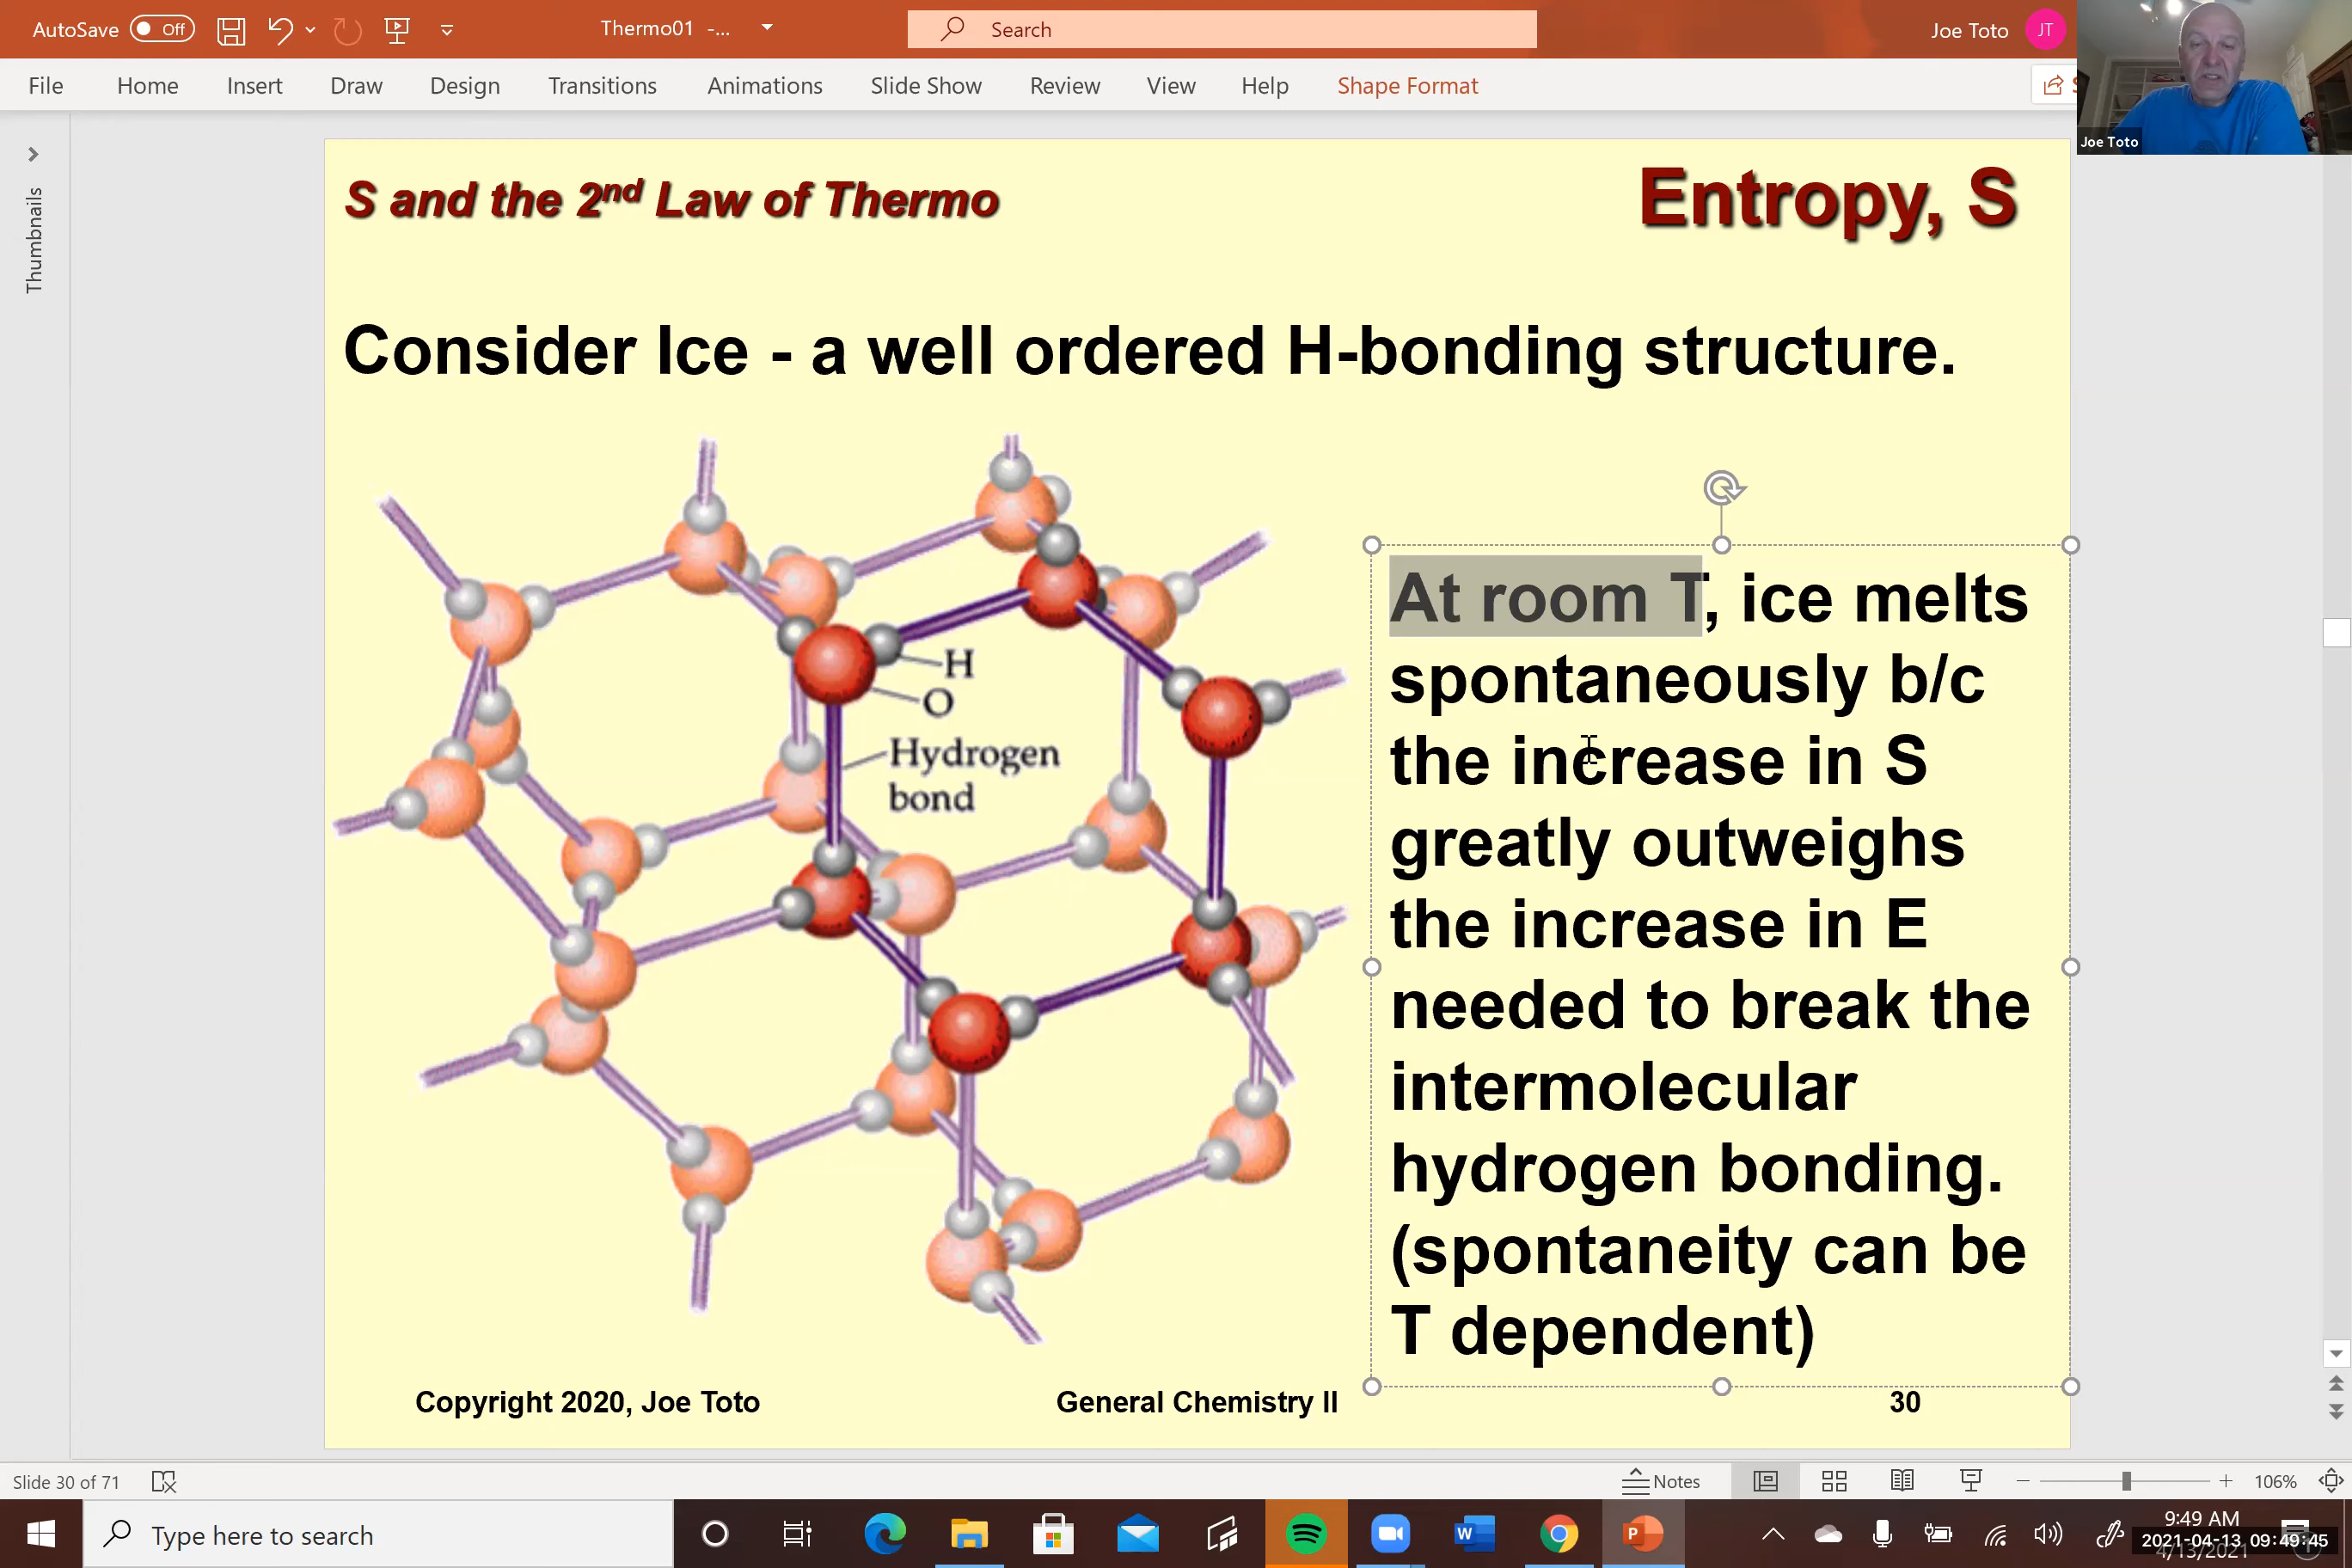 AutoSave Off
Thermo01 -...
Search
Joe Toto JT
File Home Insert Draw Design Transitions Animations Slide Show Review View Help Shape Format
Joe Toto
Thumbnails
S and the 2nd Law of Thermo
Entropy, S
Consider Ice - a well ordered H-bonding structure.
H
O
Hydrogen
bond
At room T, ice melts
spontaneously b/c
the increase in S
greatly outweighs
the increase in E
needed to break the
intermolecular
hydrogen bonding.
(spontaneity can be
T dependent)
Copyright 2020, Joe Toto
General Chemistry II
30
Slide 30 of 71
Notes
106%
Type here to search
W
P
9:49 AM
2021-04-13 09:49:45
4/13/2021